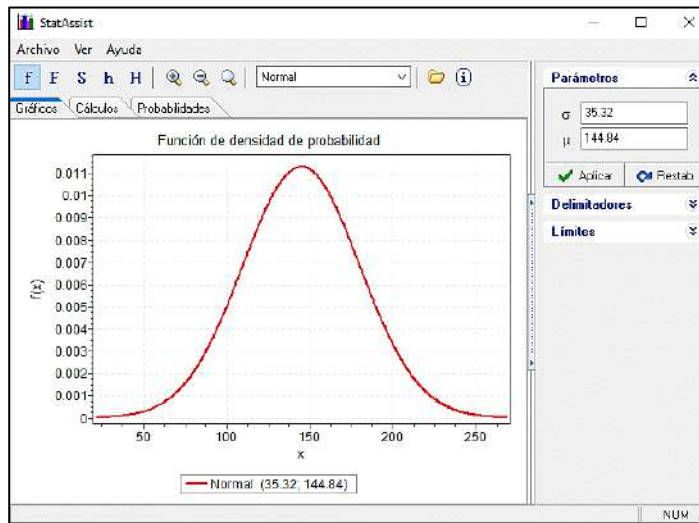 StatAssist
Archivo Ver Ayuda
f F S h H Normal
Gráficos Cálculos Probabilidades
Función de densidad de probabilidad
f(x)
0.011
0.01
0.009
0.008
0.007
0.006
0.005
0.004
0.003
0.002
0.001
0
50 100 150 200 250
x
Normal (35.32; 144.84)
Parámetros
σ 35.32
μ 144.84
Aplicar Restab
Delimitadores
Límites
NUM